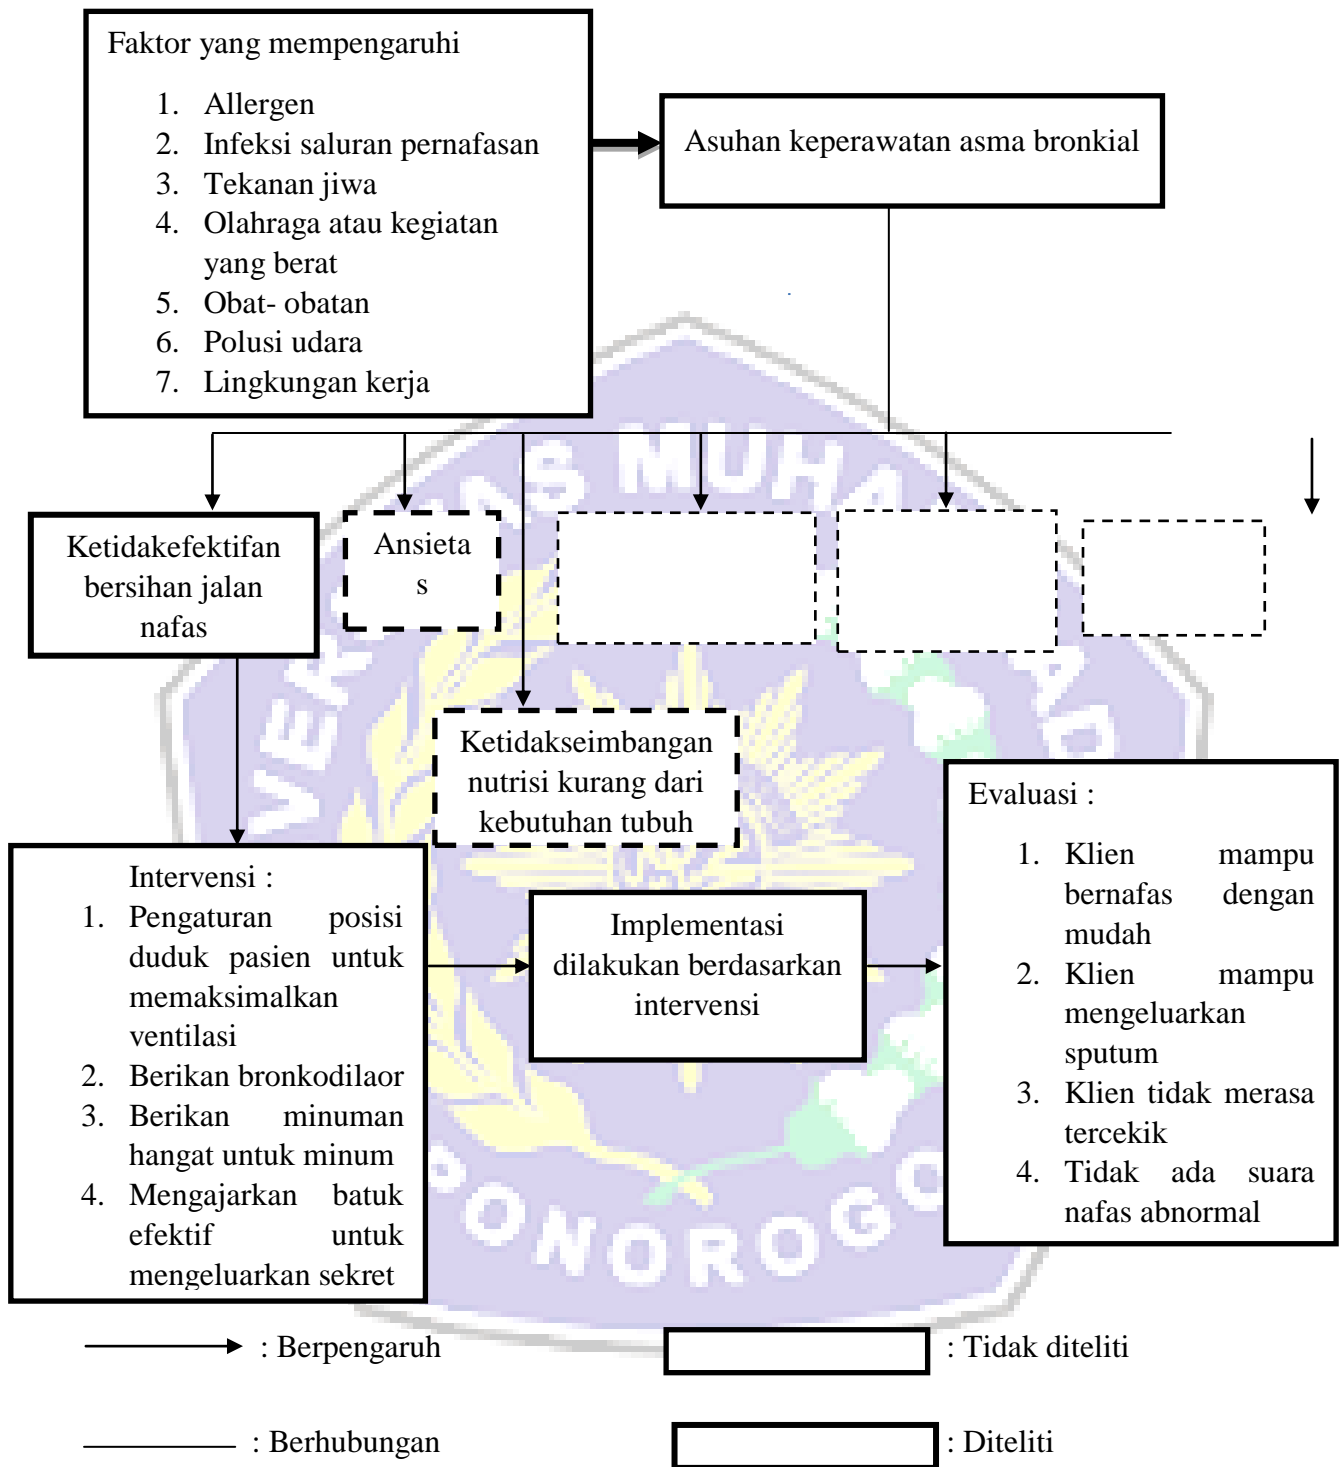 Faktor yang mempengaruhi
1. Allergen
2. Infeksi saluran pernafasan
3. Tekanan jiwa
4. Olahraga atau kegiatan
yang berat
5. Obat- obatan
6. Polusi udara
7. Lingkungan kerja
Asuhan keperawatan asma bronkial
Ketidakefektifan
bersihan jalan
nafas
Ansieta
s
Ketidakseimbangan
nutrisi kurang dari
kebutuhan tubuh
Intervensi :
1. Pengaturan posisi
duduk pasien untuk
memaksimalkan
ventilasi
2. Berikan bronkodilaor
3. Berikan minuman
hangat untuk minum
4. Mengajarkan batuk
efektif untuk
mengeluarkan sekret
Implementasi
dilakukan berdasarkan
intervensi
Evaluasi :
1. Klien mampu
bernafas dengan
mudah
2. Klien mampu
mengeluarkan
sputum
3. Klien tidak merasa
tercekik
4. Tidak ada suara
nafas abnormal
: Berpengaruh
: Tidak diteliti
: Berhubungan
: Diteliti
PONOROGO